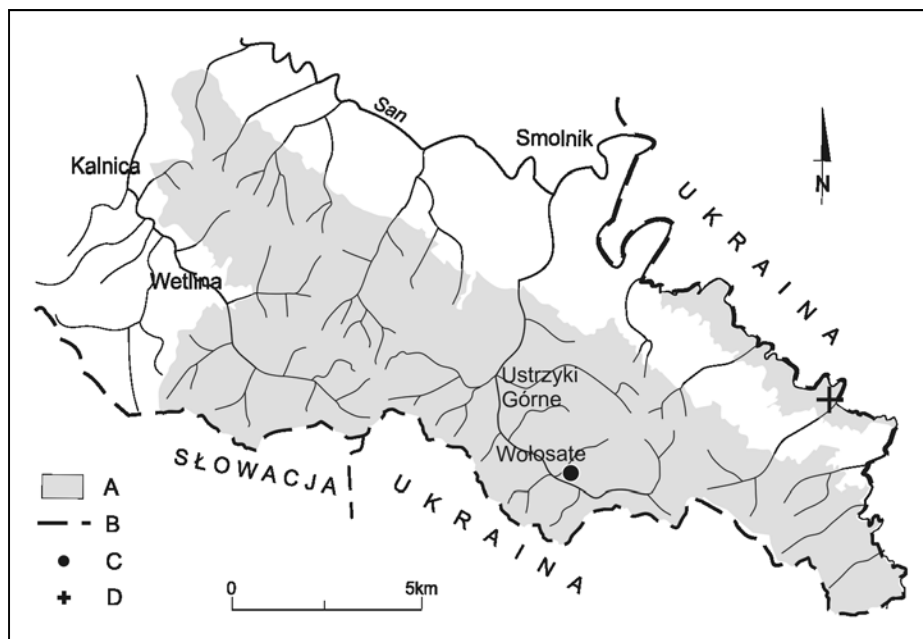 San
Smolnik
Kalnica
N
UKRAINA
Wetlina
Ustrzyki
Górne
Wołosate
SŁOWACJA
UKRAINA
A
B
C
D
0 5km